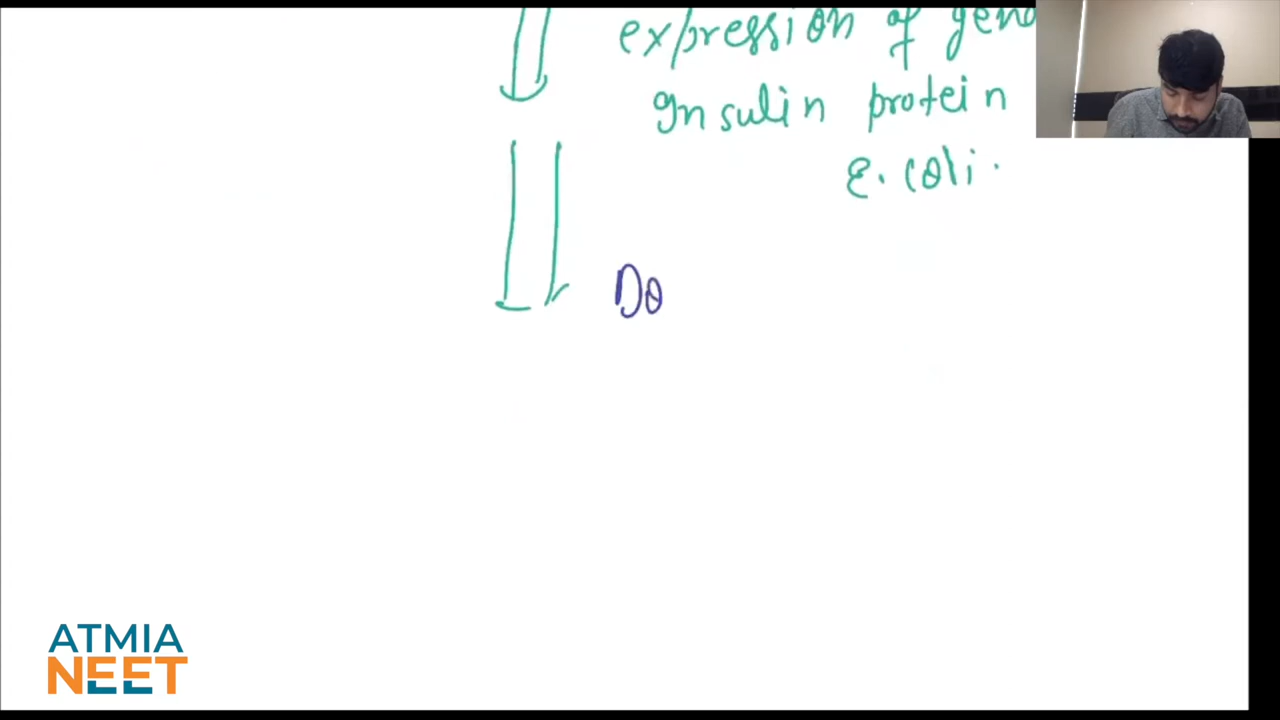 expression of gen
Insulin protein
E. coli.
Do
ATMIA
NEET